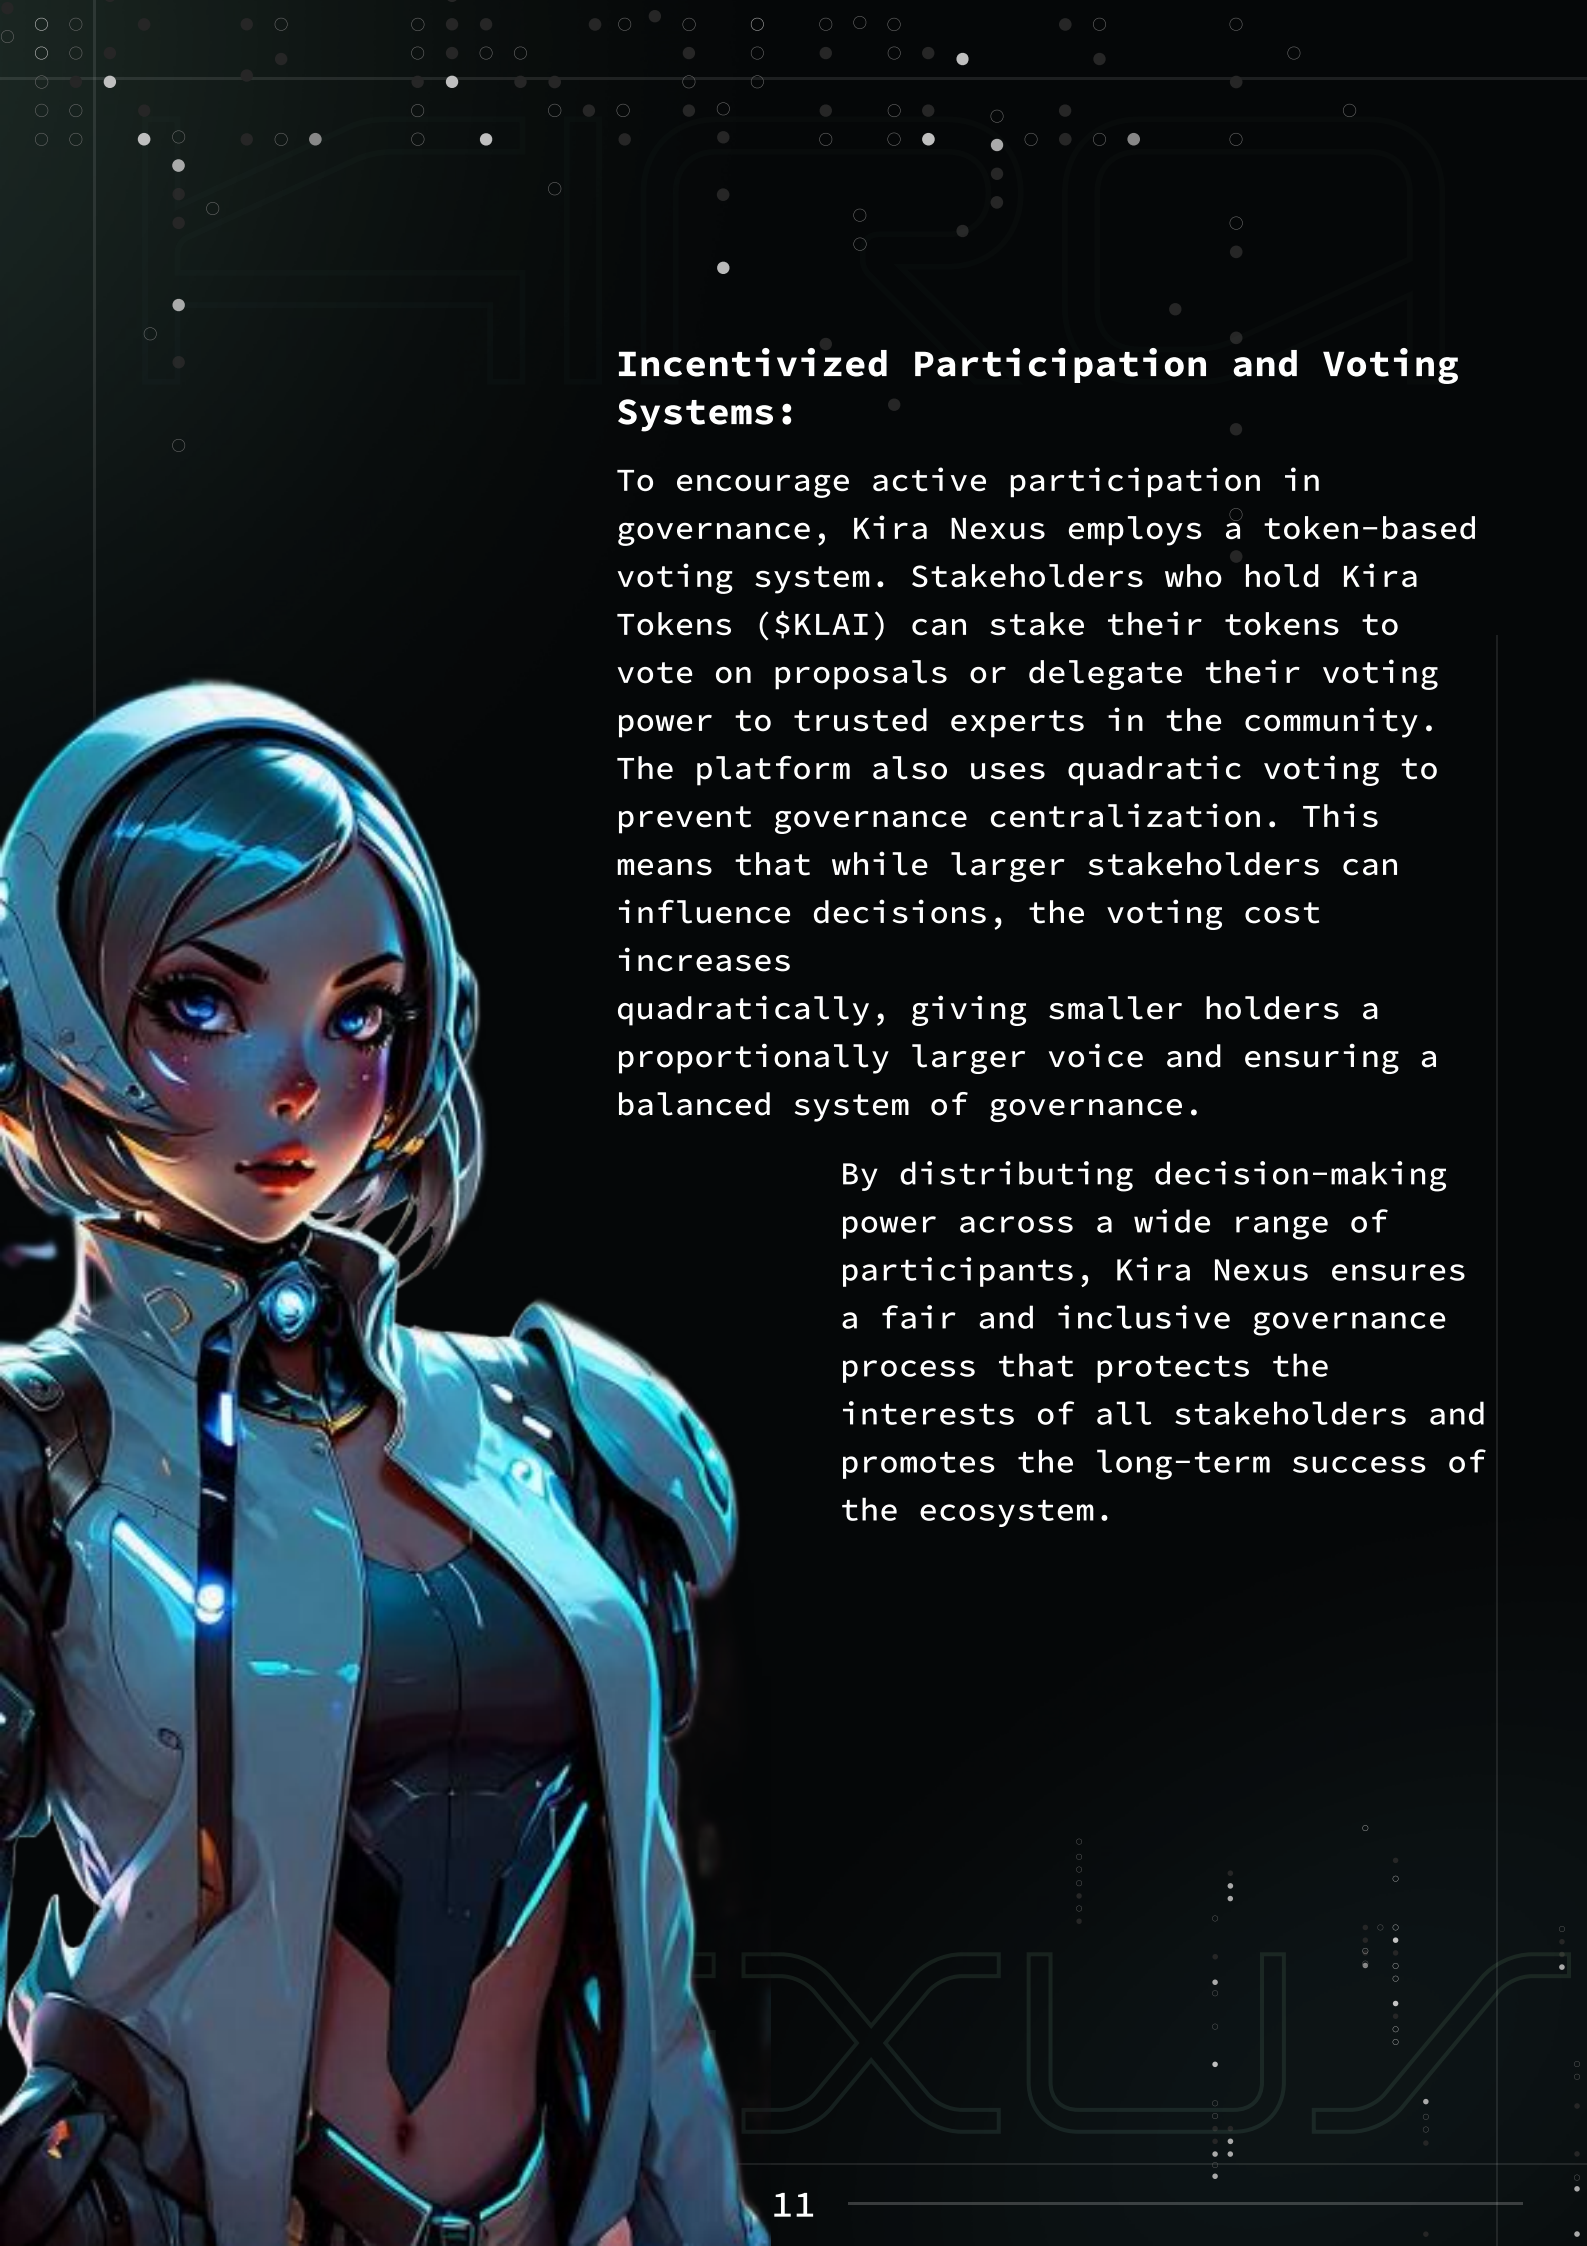 KIRA
Incentivized Participation and Voting
Systems:
To encourage active participation in
governance, Kira Nexus employs a token-based
voting system. Stakeholders who hold Kira
Tokens ($KLAI) can stake their tokens to
vote on proposals or delegate their voting
power to trusted experts in the community.
The platform also uses quadratic voting to
prevent governance centralization. This
means that while larger stakeholders can
influence decisions, the voting cost
increases
quadratically, giving smaller holders a
proportionally larger voice and ensuring a
balanced system of governance.
By distributing decision-making
power across a wide range of
participants, Kira Nexus ensures
a fair and inclusive governance
process that protects the
interests of all stakeholders and
promotes the long-term success of
the ecosystem.
XUS
11